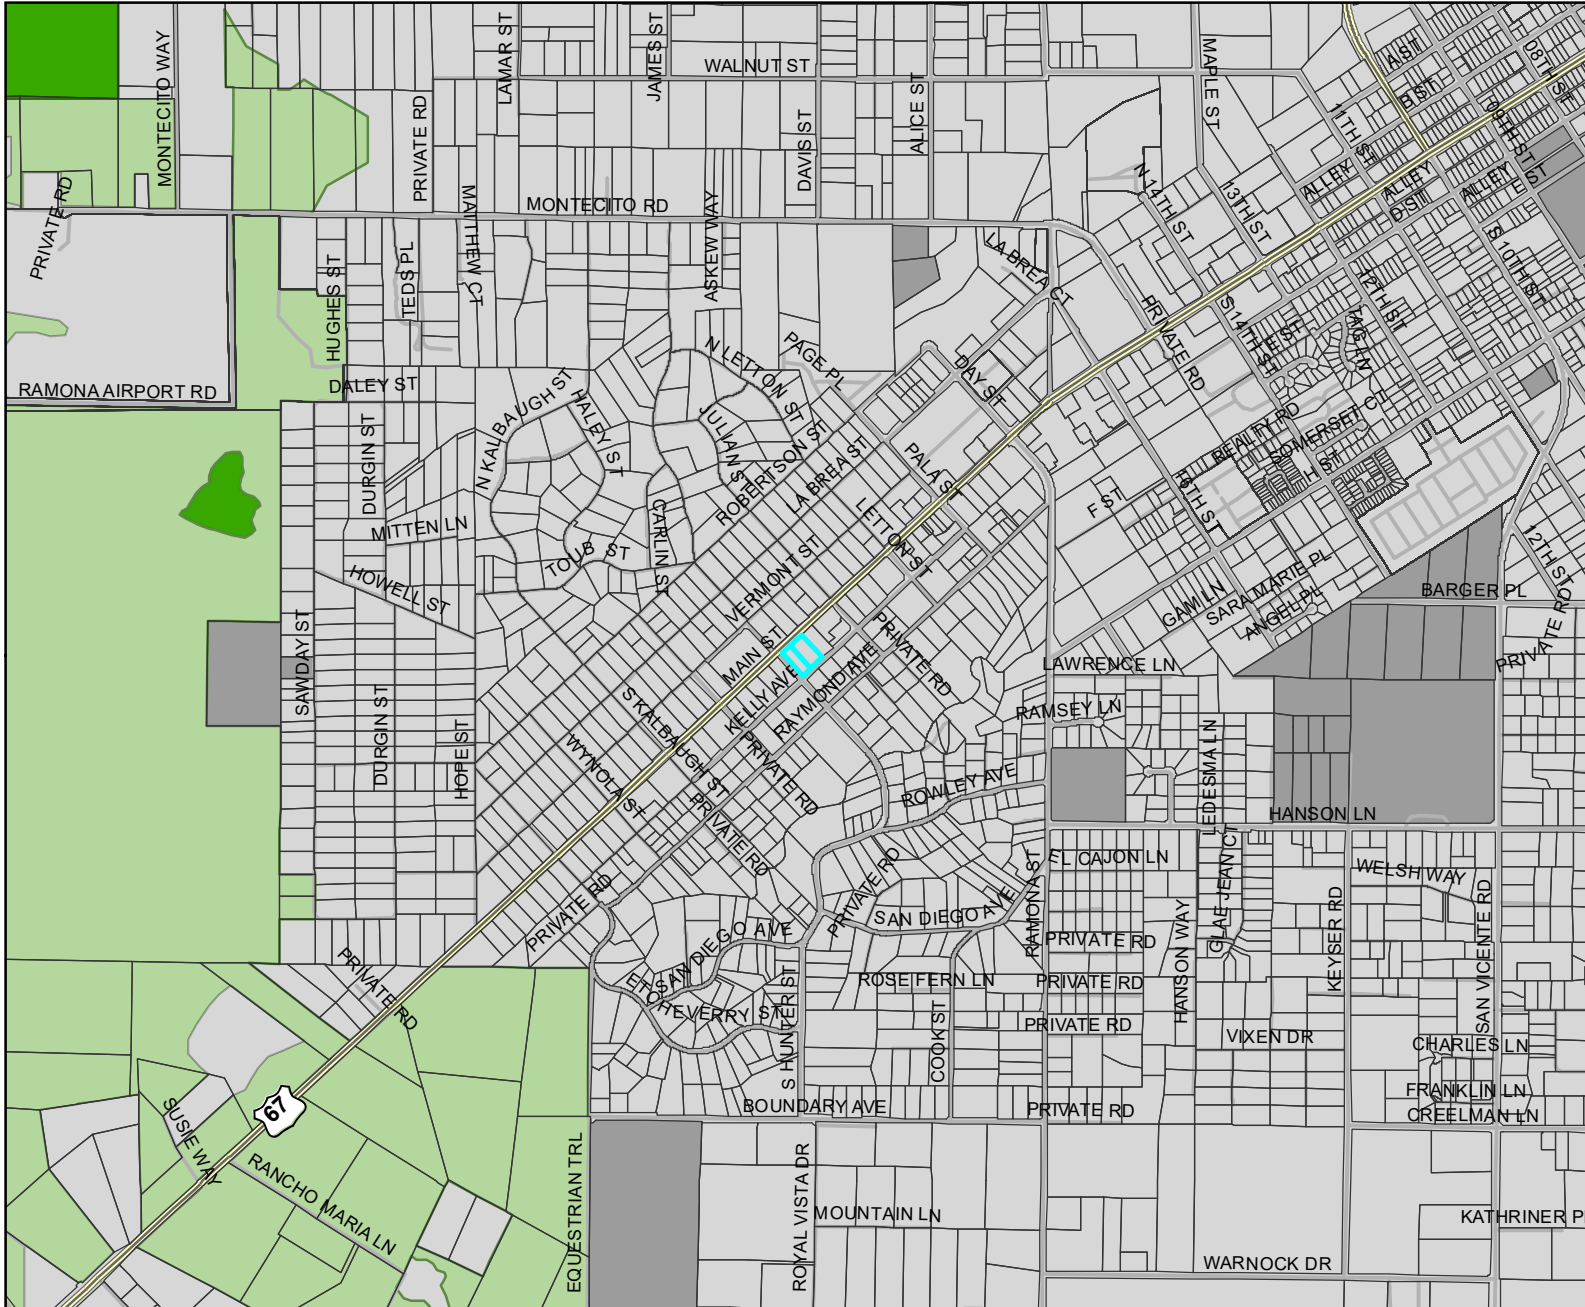 LAMAR ST
JAMES ST
MONTECITO WAY
WALNUT ST
MAPLE ST
A ST
B ST
08TH ST
ALICE ST
PRIVATE RD
DAVIS ST
11TH ST
09TH ST
ALLEY
ALLEY
ALLEY
D ST
E ST
PRIVATE RD
MATTHEW CT
MONTECITO RD
ASKEW WAY
N 14TH ST
13TH ST
HUGHES ST
TEDS PL
LA BREA CT
S 10TH ST
12TH ST
PRIVATE RD
S 14TH ST
E ST
TAIG LN
N LETTON ST
PAGE PL
DAY ST
RAMONA AIRPORT RD
DALEY ST
N KALBAUGH ST
HALEY ST
JULIAN ST
ROBERTSON ST
LA BREA ST
REALTY RD
SOMERSET CT
H ST
DURGIN ST
PALA ST
F ST
16TH ST
MITTEN LN
CARLIN ST
LETTON ST
TOUB ST
VERMONT ST
12TH ST
HOWELL ST
GAM LN
SARA MARIE PL
ANGEL PL
BARGER PL
SAWDAY ST
MAIN ST
KELLY AVE
RAYMOND AVE
PRIVATE RD
LAWRENCE LN
PRIVATE RD
PRIVATE RD
DURGIN ST
HOPE ST
S KALBAUGH ST
WYNOLA ST
PRIVATE RD
RAMSEY LN
LEDESMA LN
ROWLEY AVE
PRIVATE RD
HANSON LN
PRIVATE RD
PRIVATE RD
EL CAJON LN
RAMONA ST
GLAE JEAN CT
WELSH WAY
KEYSER RD
SAN VICENTE RD
SAN DIEGO AVE
SAN DIEGO AVE
PRIVATE RD
HANSON WAY
PRIVATE RD
ETCHEVERRY ST
S HUNTER ST
ROSE FERN LN
PRIVATE RD
COOK ST
PRIVATE RD
VIXEN DR
CHARLES LN
67
SUSIE WAY
BOUNDARY AVE
PRIVATE RD
FRANKLIN LN
CREELMAN LN
RANCHO MARIA LN
EQUESTRIAN TRL
ROYAL VISTA DR
MOUNTAIN LN
KATHRINER P
WARNOCK DR